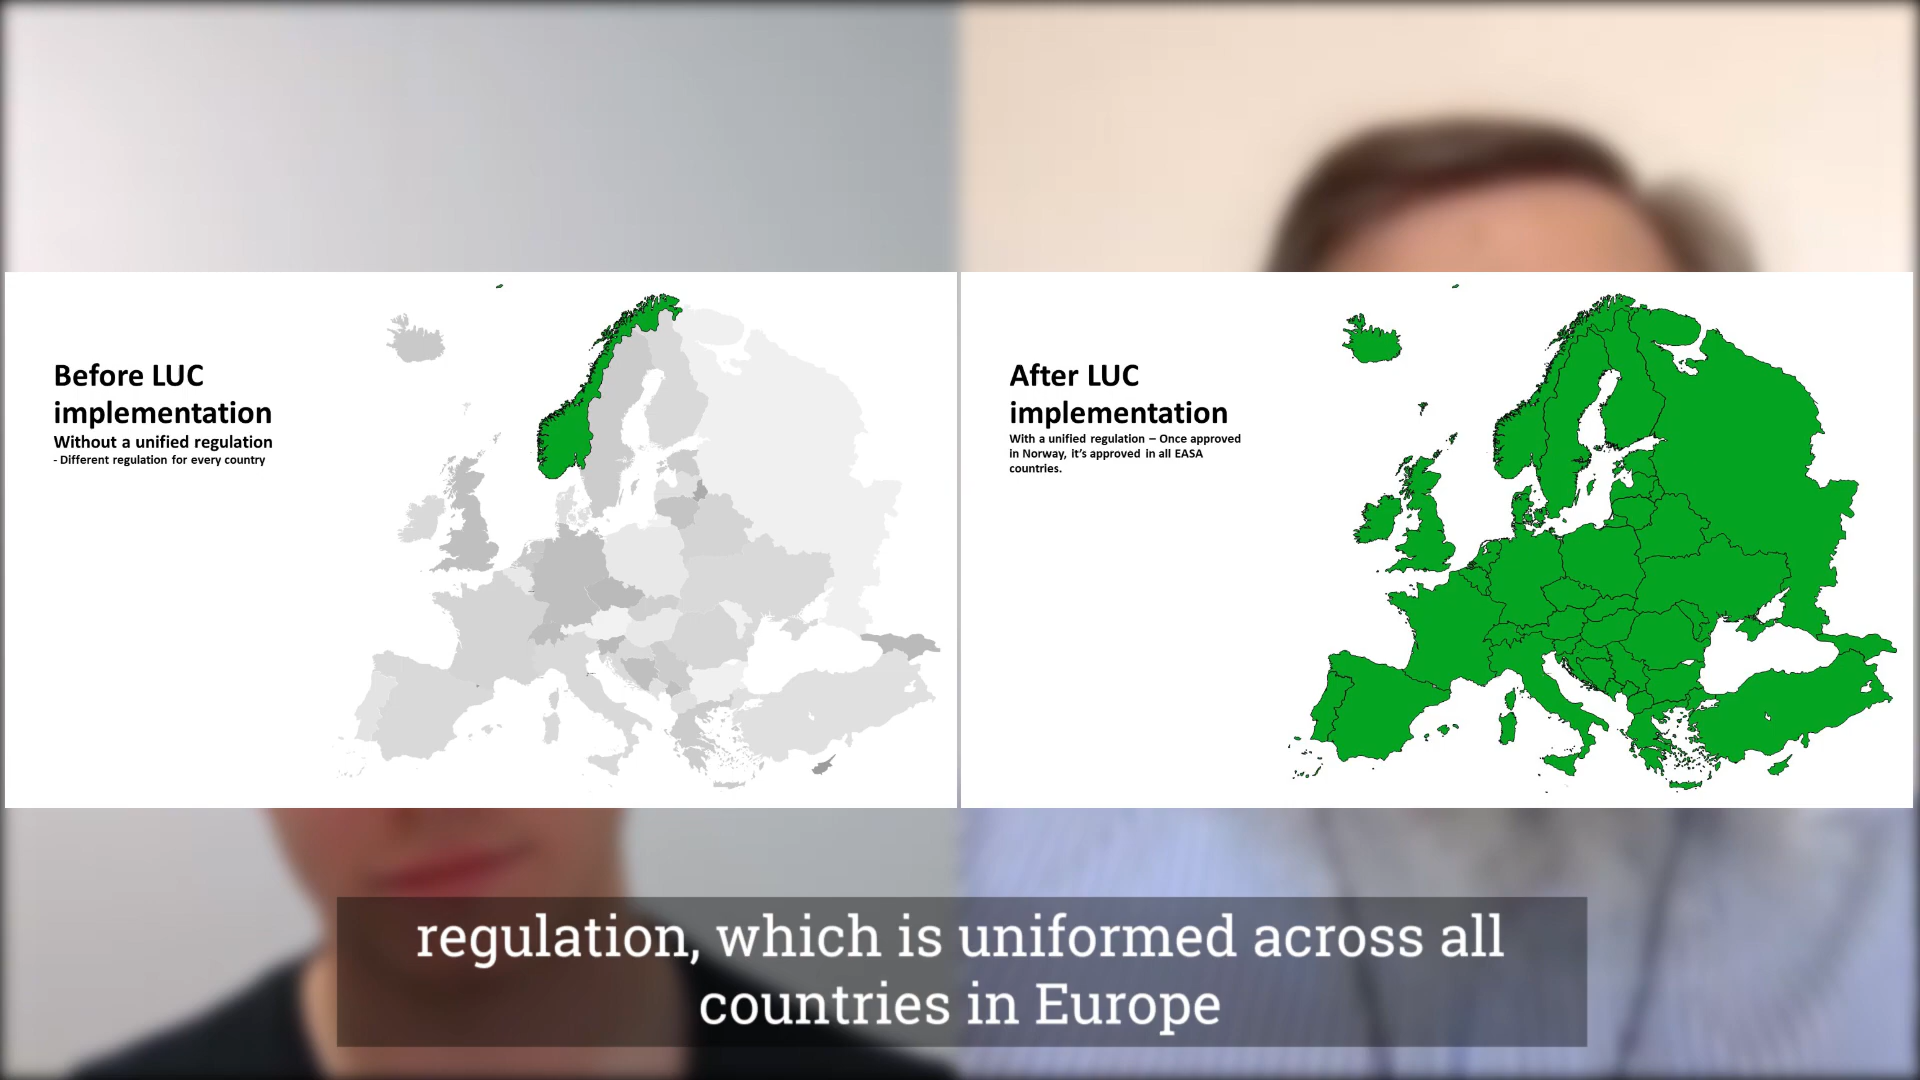 Before LUC
implementation
Without a unified regulation
- Different regulation for every country
After LUC
implementation
With a unified regulation – Once approved
in Norway, it's approved in all EASA
countries.
regulation, which is uniformed across all
countries in Europe